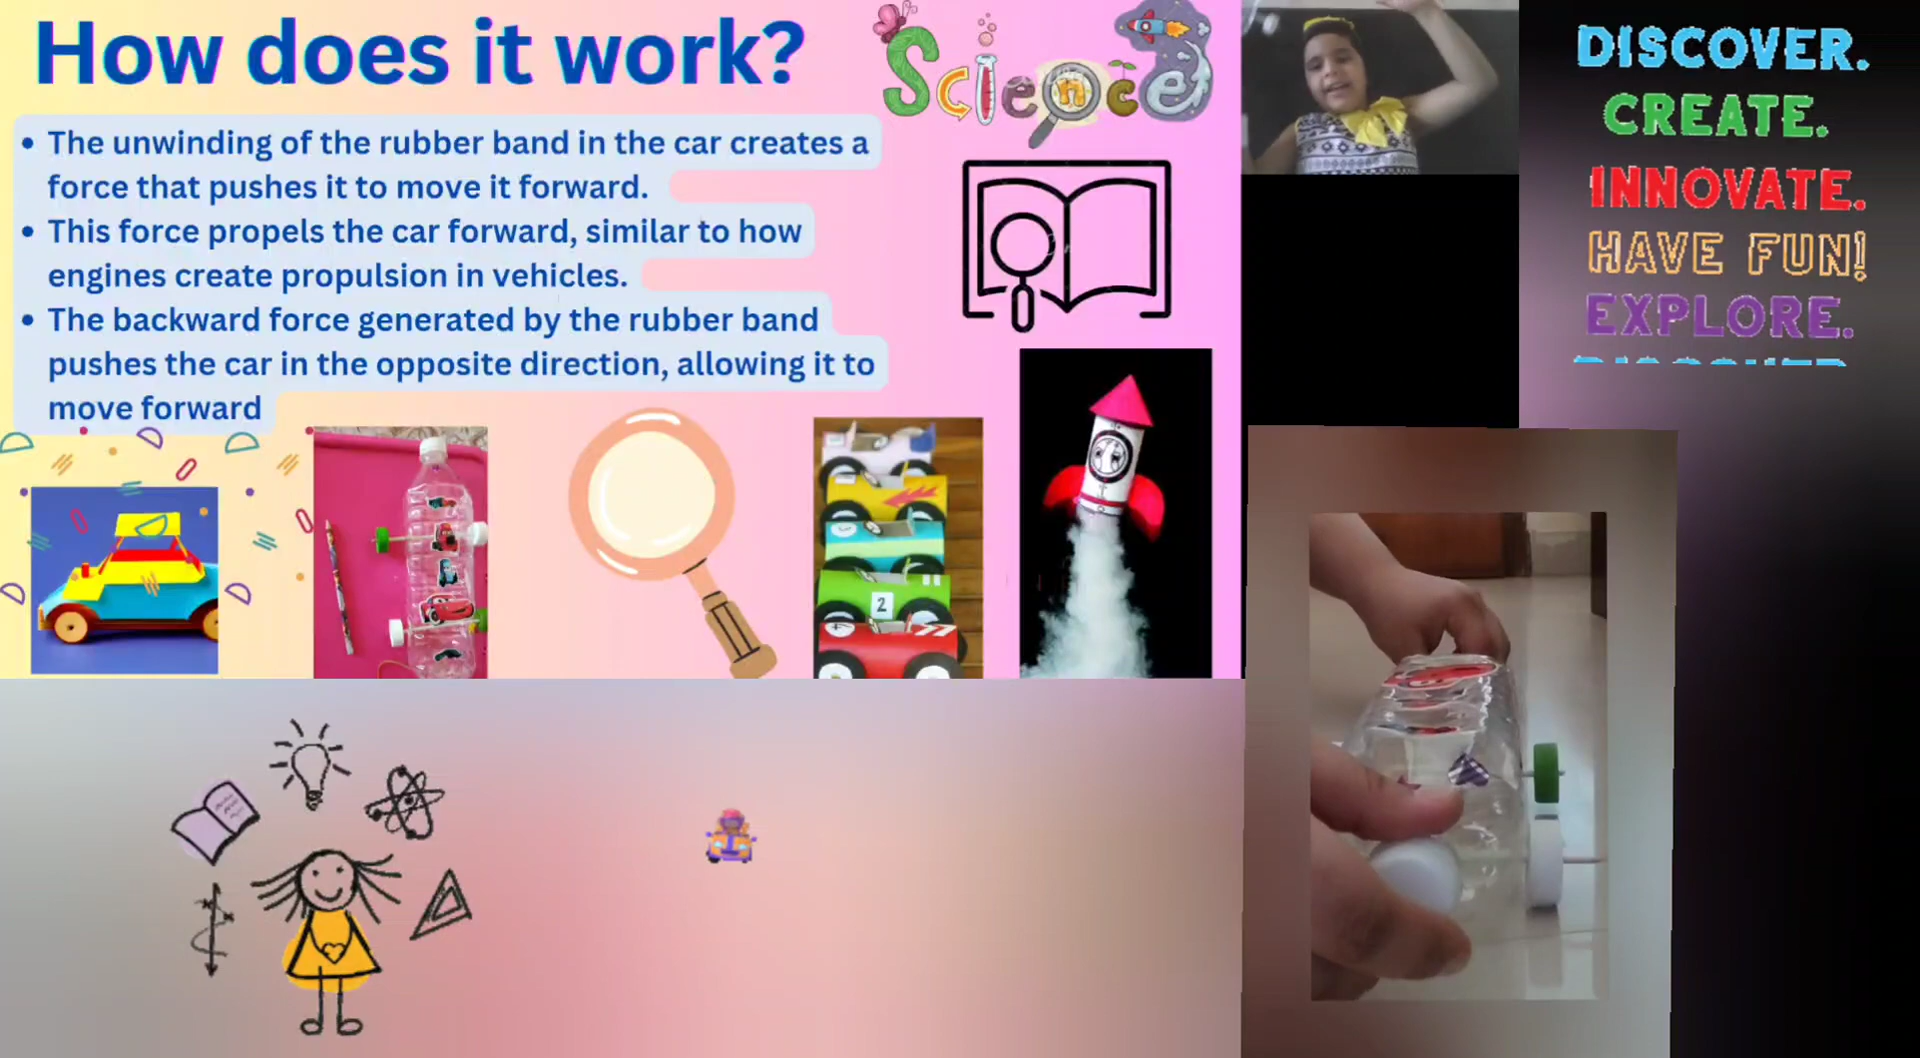 How does it work?
Science
• The unwinding of the rubber band in the car creates a
force that pushes it to move it forward.
• This force propels the car forward, similar to how
engines create propulsion in vehicles.
• The backward force generated by the rubber band
pushes the car in the opposite direction, allowing it to
move forward
2
DISCOVER.
CREATE.
INNOVATE.
HAVE FUN!
EXPLORE.